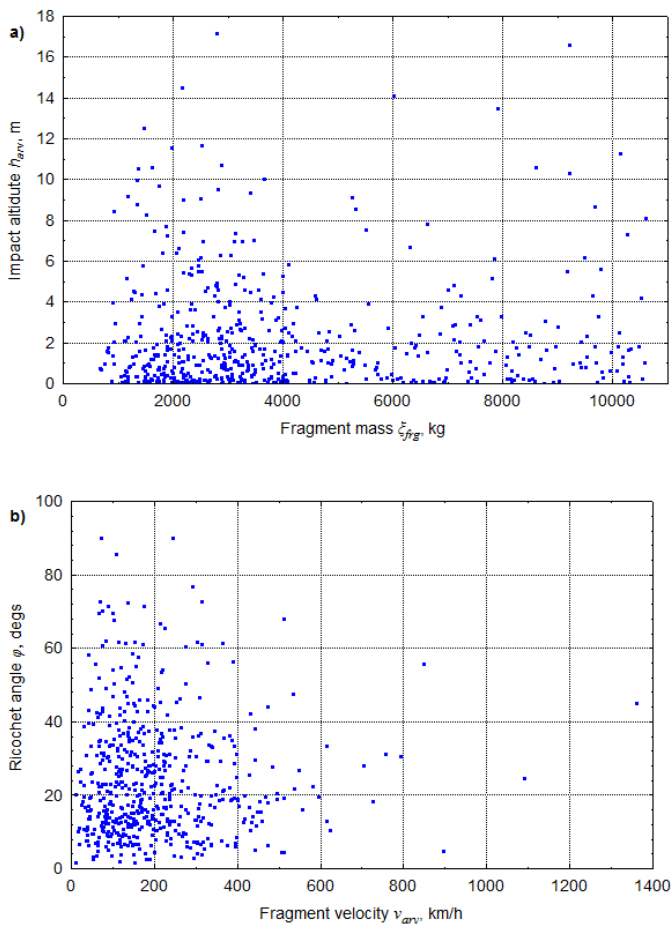 a)
18
16
14
12
10
8
6
4
2
0
Impact altidute h_arv, m
0 2000 4000 6000 8000 10000
Fragment mass ξ_frg, kg
b)
100
80
60
40
20
0
Ricochet angle φ, degs
0 200 400 600 800 1000 1200 1400
Fragment velocity v_arv, km/h